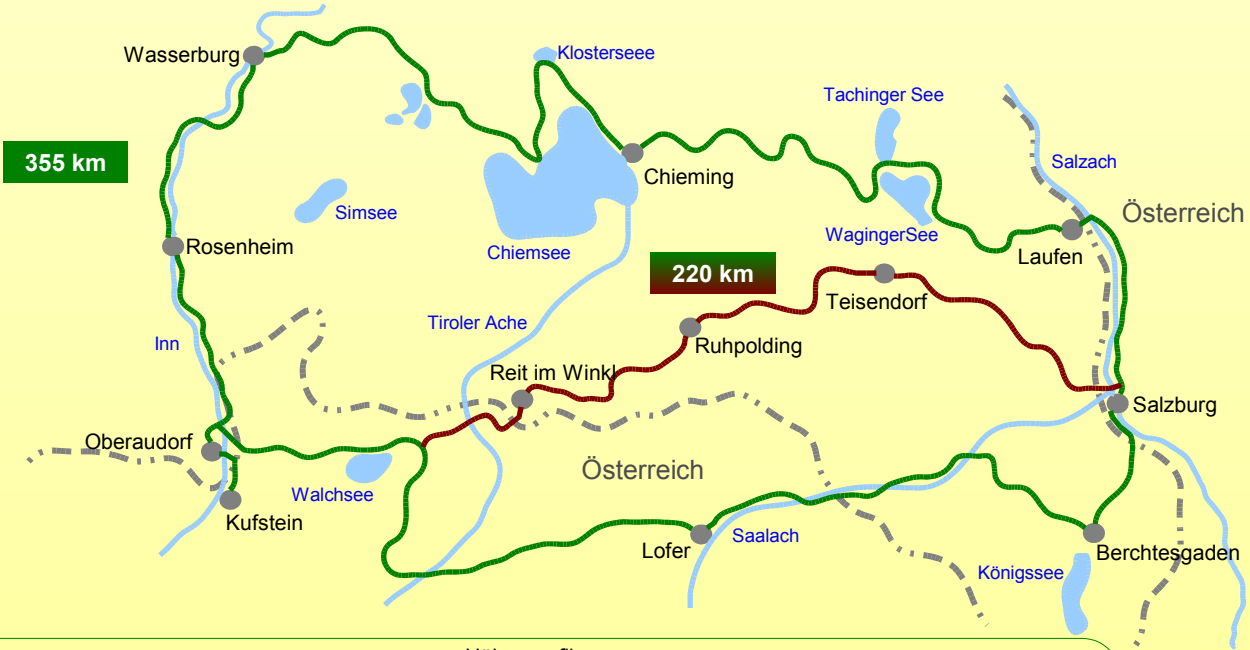 Wasserburg
Klosterseee
Tachinger See
355 km
Chieming
Salzach
Simsee
Österreich
Rosenheim
Chiemsee
WagingerSee
Laufen
220 km
Teisendorf
Tiroler Ache
Inn
Ruhpolding
Reit im Winkl
Salzburg
Oberaudorf
Österreich
Walchsee
Kufstein
Lofer
Saalach
Berchtesgaden
Königssee